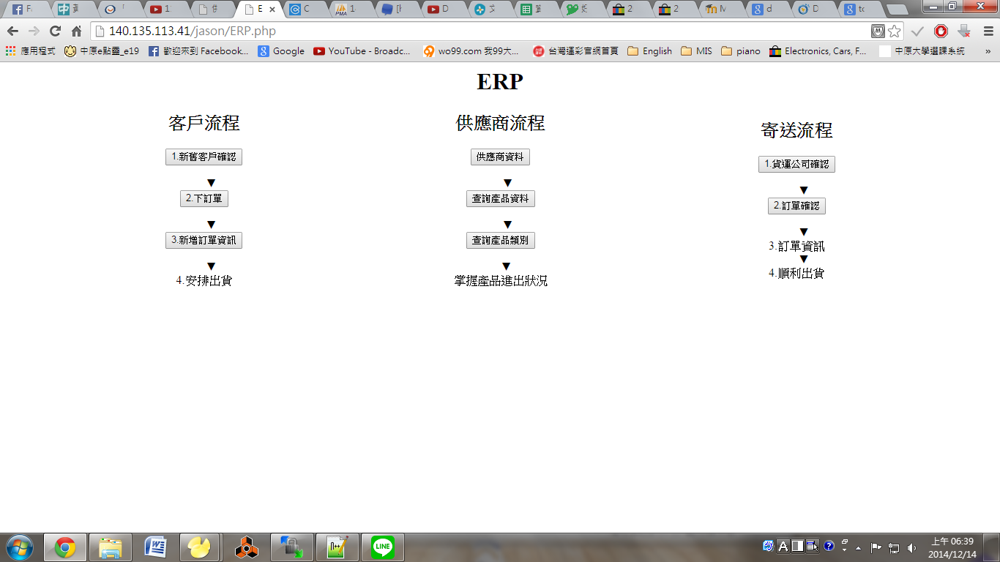 140.135.113.41/jason/ERP.php
應用程式 中原e點靈_e19 歡迎來到 Facebook... Google YouTube - Broadc... wo99.com 我99大... 台灣運彩官網首頁 English MIS piano Electronics, Cars, F... 中原大學選課系統 »
ERP
客戶流程
1.新舊客戶確認
▼
2.下訂單
▼
3.新增訂單資訊
▼
4.安排出貨
供應商流程
供應商資料
▼
查詢產品資料
▼
查詢產品類別
▼
掌握產品進出狀況
寄送流程
1.貨運公司確認
▼
2.訂單確認
▼
3.訂單資訊
▼
4.順利出貨
LINE
A
上午 06:39
2014/12/14